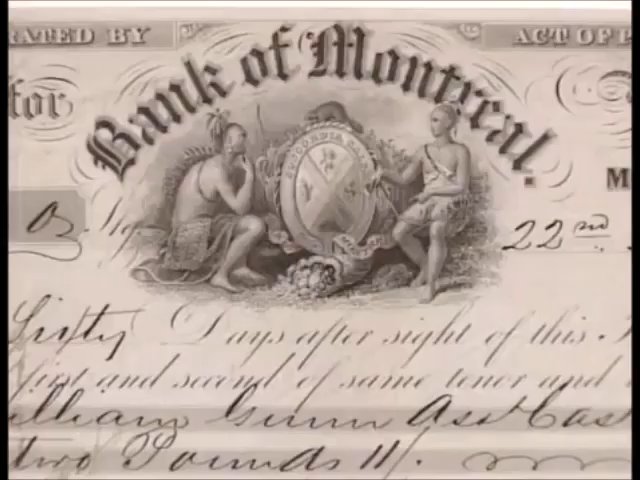 RATED BY ACT OF P
for Bank of Montreal.
CONCORDIA SALUS
M
22nd
Sixty Days after sight of this
first and second of same tenor and
illiam Gunn Asst Cas
two Pounds 11/.